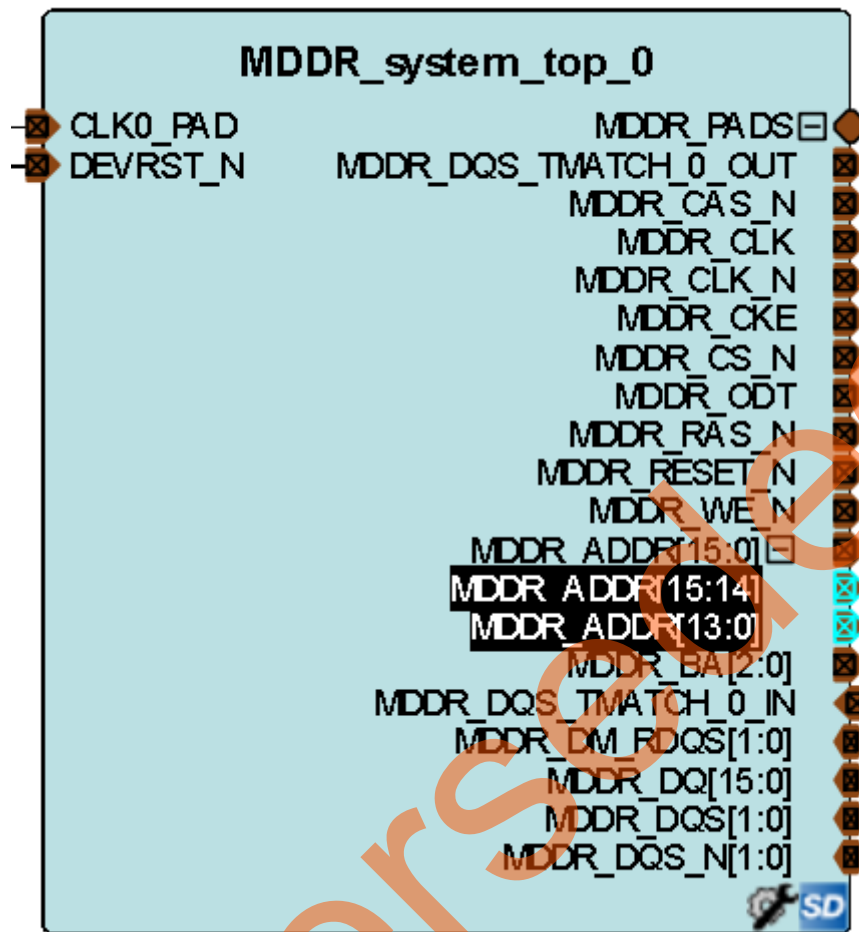 MDDR_system_top_0
CLK0_PAD
MDDR_PADS
DEVRST_N
MDDR_DQS_TMATCH_0_OUT
MDDR_CAS_N
MDDR_CLK
MDDR_CLK_N
MDDR_CKE
MDDR_CS_N
MDDR_ODT
MDDR_RAS_N
MDDR_RESET_N
MDDR_WE_N
MDDR_ADDR[15:0]
MDDR_ADDR[15:14]
MDDR_ADDR[13:0]
MDDR_BA[2:0]
MDDR_DQS_TMATCH_0_IN
MDDR_DM_RDQS[1:0]
MDDR_DQ[15:0]
MDDR_DQS[1:0]
MDDR_DQS_N[1:0]
SD
ersede